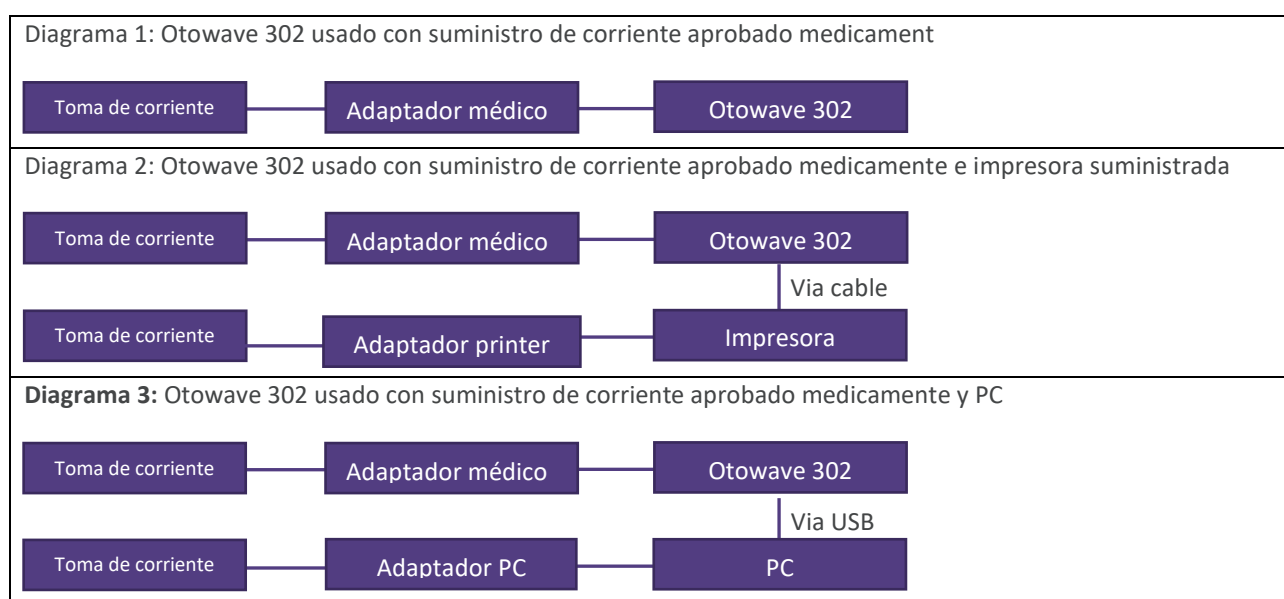 Diagrama 1: Otowave 302 usado con suministro de corriente aprobado medicament
Toma de corriente Adaptador médico Otowave 302
Diagrama 2: Otowave 302 usado con suministro de corriente aprobado medicamente e impresora suministrada
Toma de corriente Adaptador médico Otowave 302
Via cable
Toma de corriente Adaptador printer Impresora
Diagrama 3: Otowave 302 usado con suministro de corriente aprobado medicamente y PC
Toma de corriente Adaptador médico Otowave 302
Via USB
Toma de corriente Adaptador PC PC